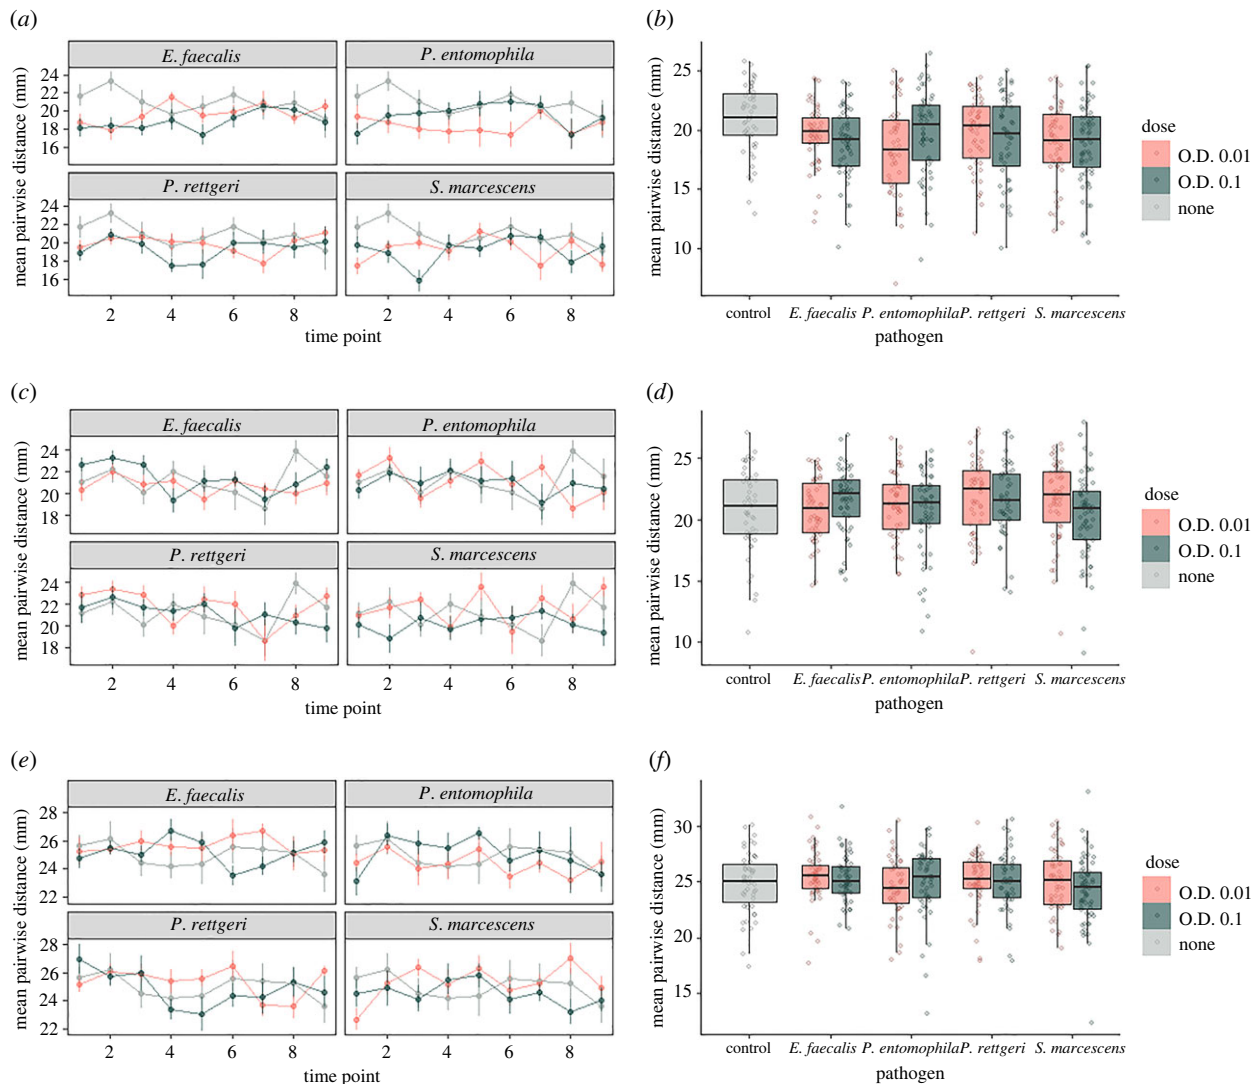 (a)
E. faecalis
P. entomophila
24
22
20
18
16
P. rettgeri
S. marcescens
24
22
20
18
16
mean pairwise distance (mm)
2 4 6 8 2 4 6 8
time point
(b)
25
20
15
10
mean pairwise distance (mm)
control E. faecalis P. entomophila P. rettgeri S. marcescens
pathogen
dose
O.D. 0.01
O.D. 0.1
none
(c)
E. faecalis
P. entomophila
24
22
20
18
P. rettgeri
S. marcescens
24
22
20
18
mean pairwise distance (mm)
2 4 6 8 2 4 6 8
time point
(d)
25
20
15
10
mean pairwise distance (mm)
control E. faecalis P. entomophila P. rettgeri S. marcescens
pathogen
dose
O.D. 0.01
O.D. 0.1
none
(e)
E. faecalis
P. entomophila
28
26
24
22
P. rettgeri
S. marcescens
28
26
24
22
mean pairwise distance (mm)
2 4 6 8 2 4 6 8
time point
(f)
30
25
20
15
mean pairwise distance (mm)
control E. faecalis P. entomophila P. rettgeri S. marcescens
pathogen
dose
O.D. 0.01
O.D. 0.1
none